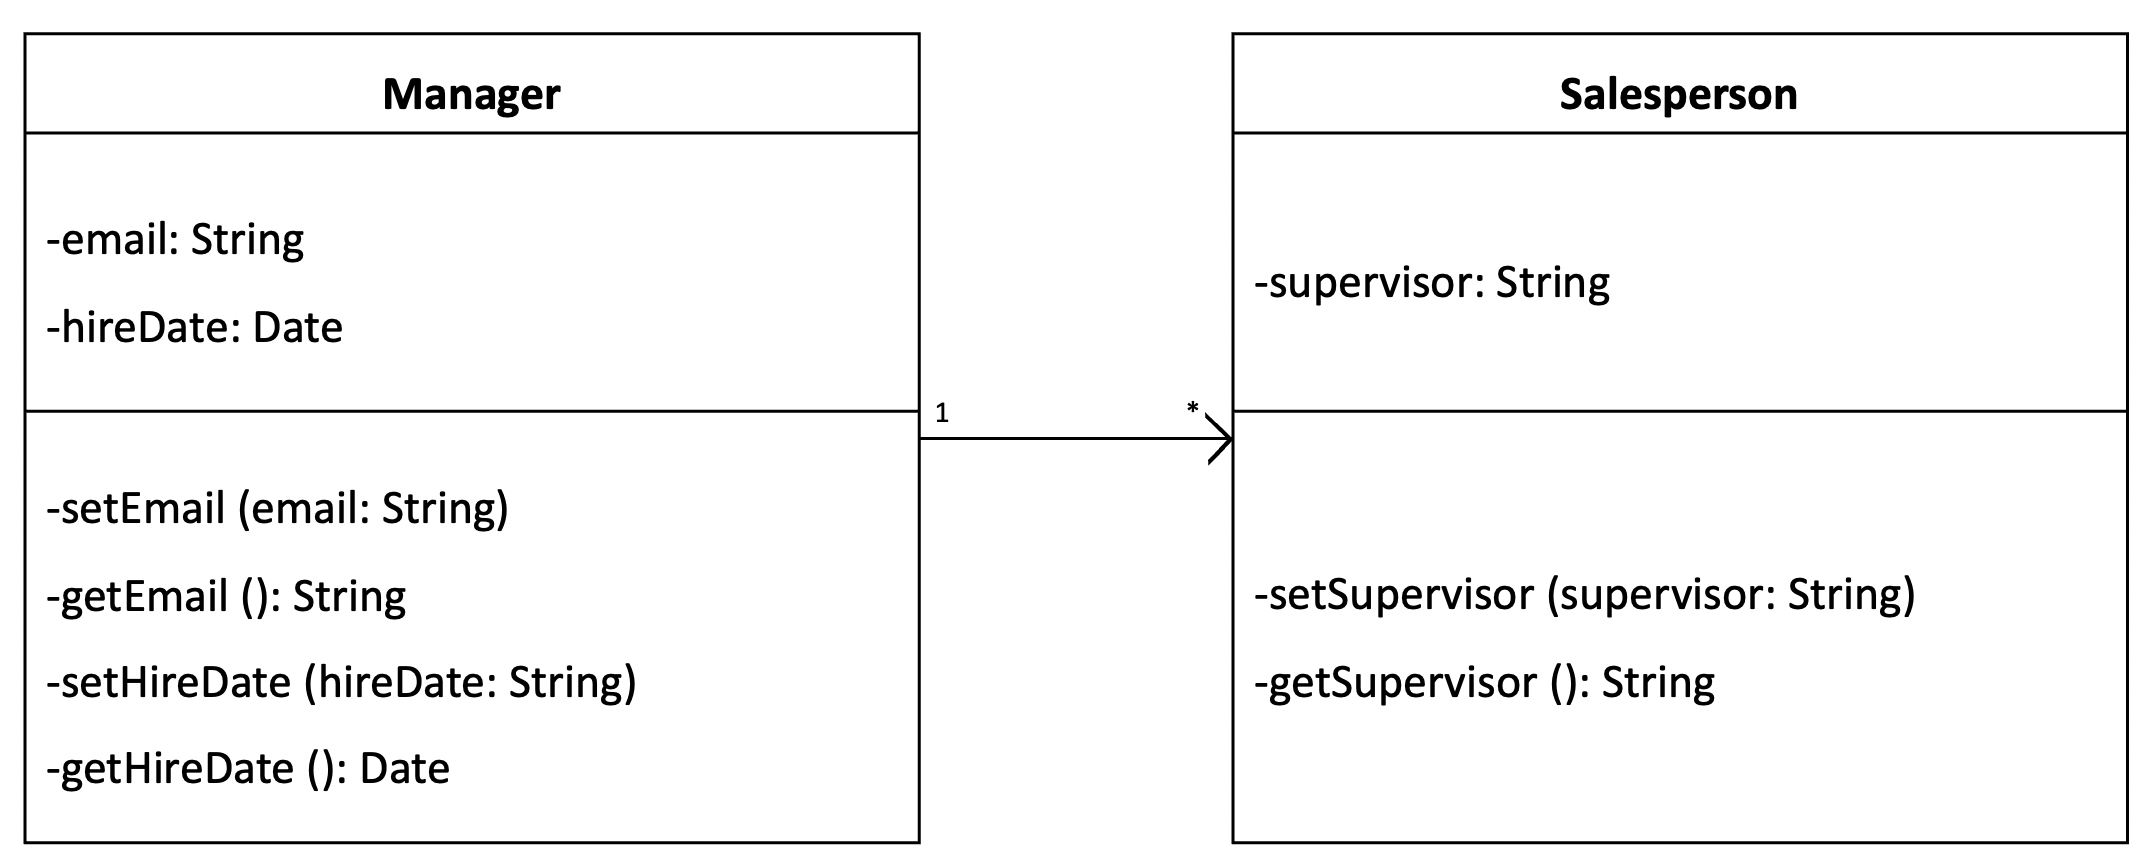 Manager
-email: String
-hireDate: Date
-setEmail (email: String)
-getEmail (): String
-setHireDate (hireDate: String)
-getHireDate (): Date
1
*
Salesperson
-supervisor: String
-setSupervisor (supervisor: String)
-getSupervisor (): String